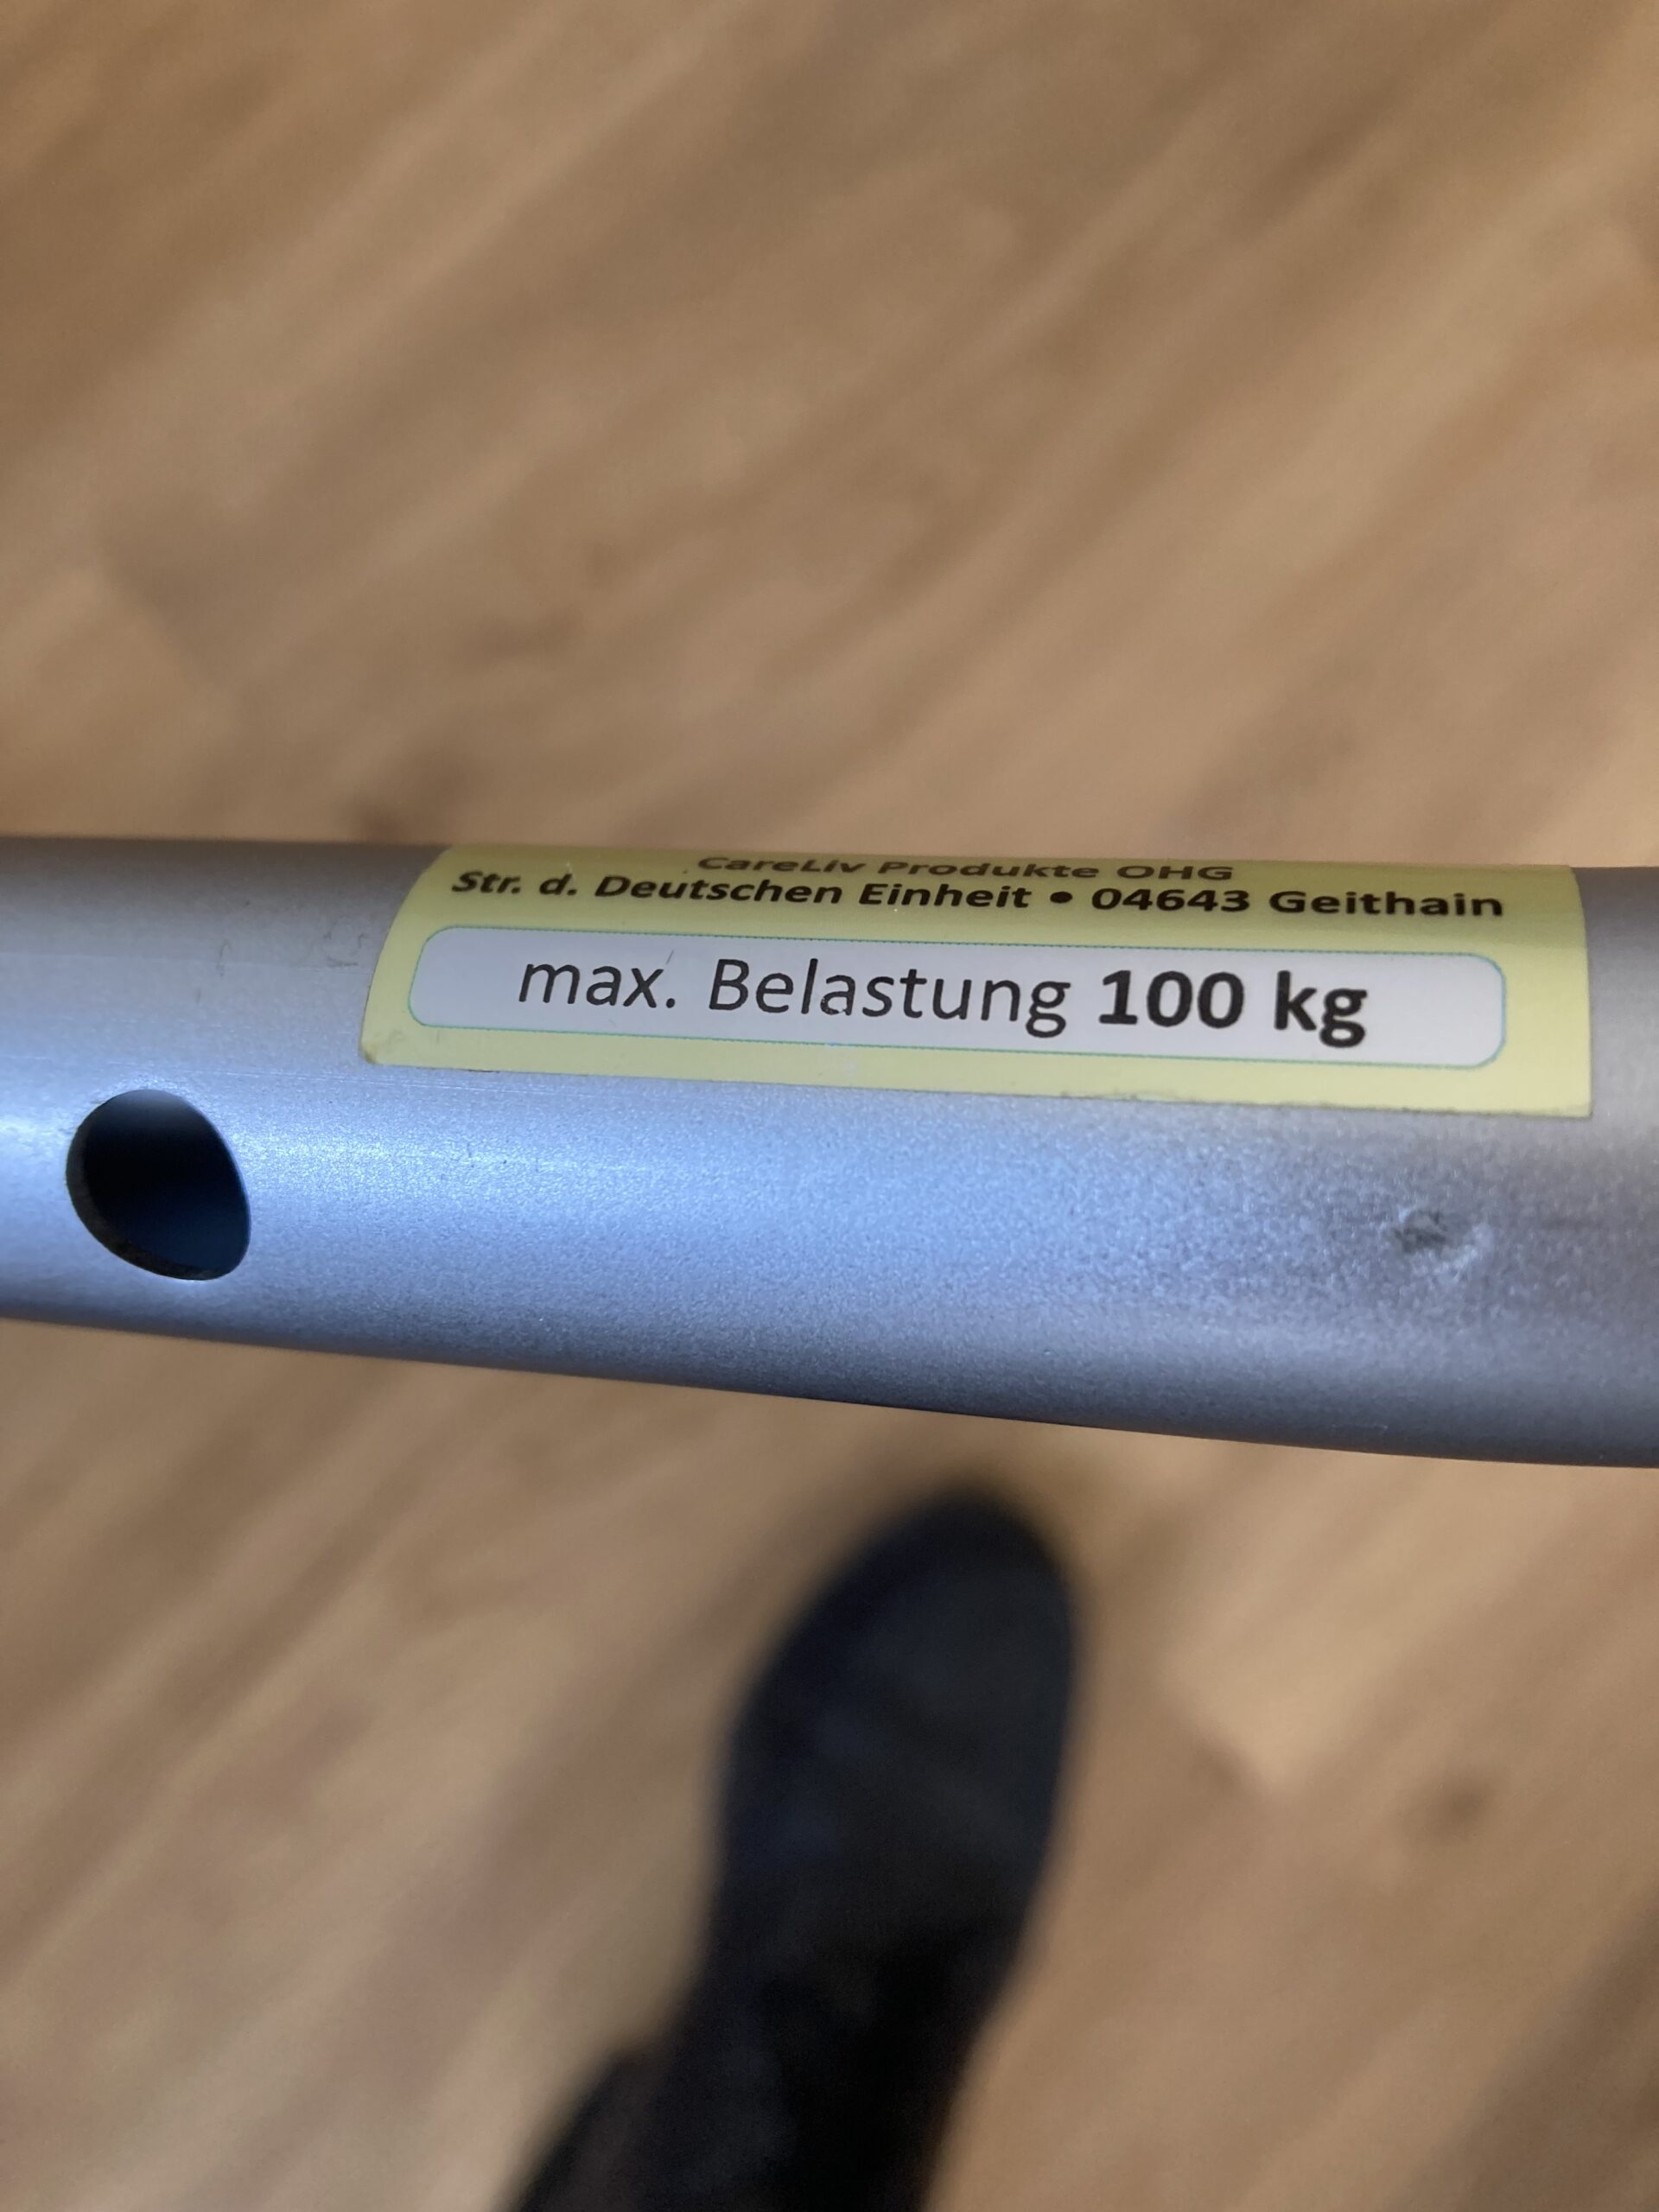 CareLiv Produkte OHG
Str. d. Deutschen Einheit • 04643 Geithain
max. Belastung 100 kg